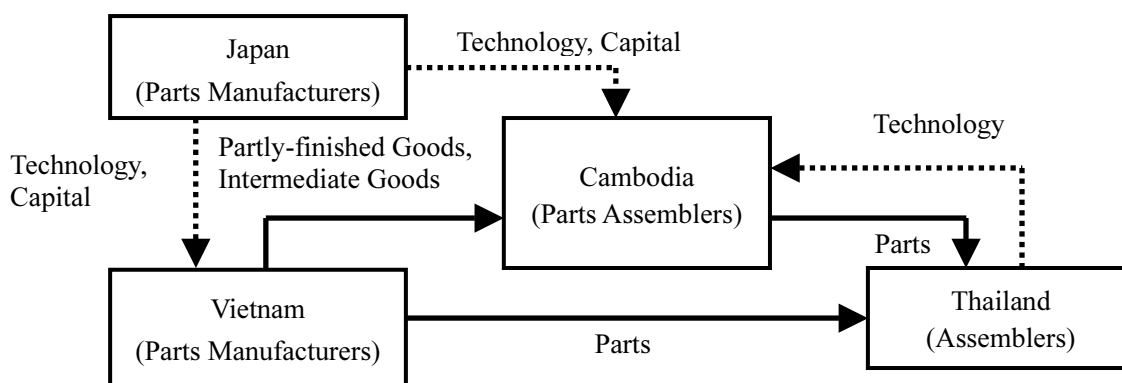 Japan
(Parts Manufacturers)
Technology, Capital
Technology,
Capital
Partly-finished Goods,
Intermediate Goods
Cambodia
(Parts Assemblers)
Technology
Parts
Vietnam
(Parts Manufacturers)
Parts
Thailand
(Assemblers)